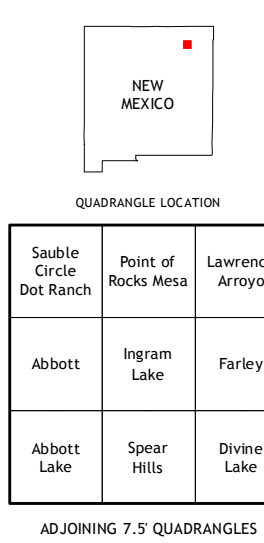 NEW
MEXICO
QUADRANGLE LOCATION
Sauble
Circle
Dot Ranch
Point of
Rocks Mesa
Arroyo
Abbott
Ingram
Lake
Farley
Abbott
Lake
Spear
Hills
Divine
Lake
ADJOINING 7.5' QUADRANGLES